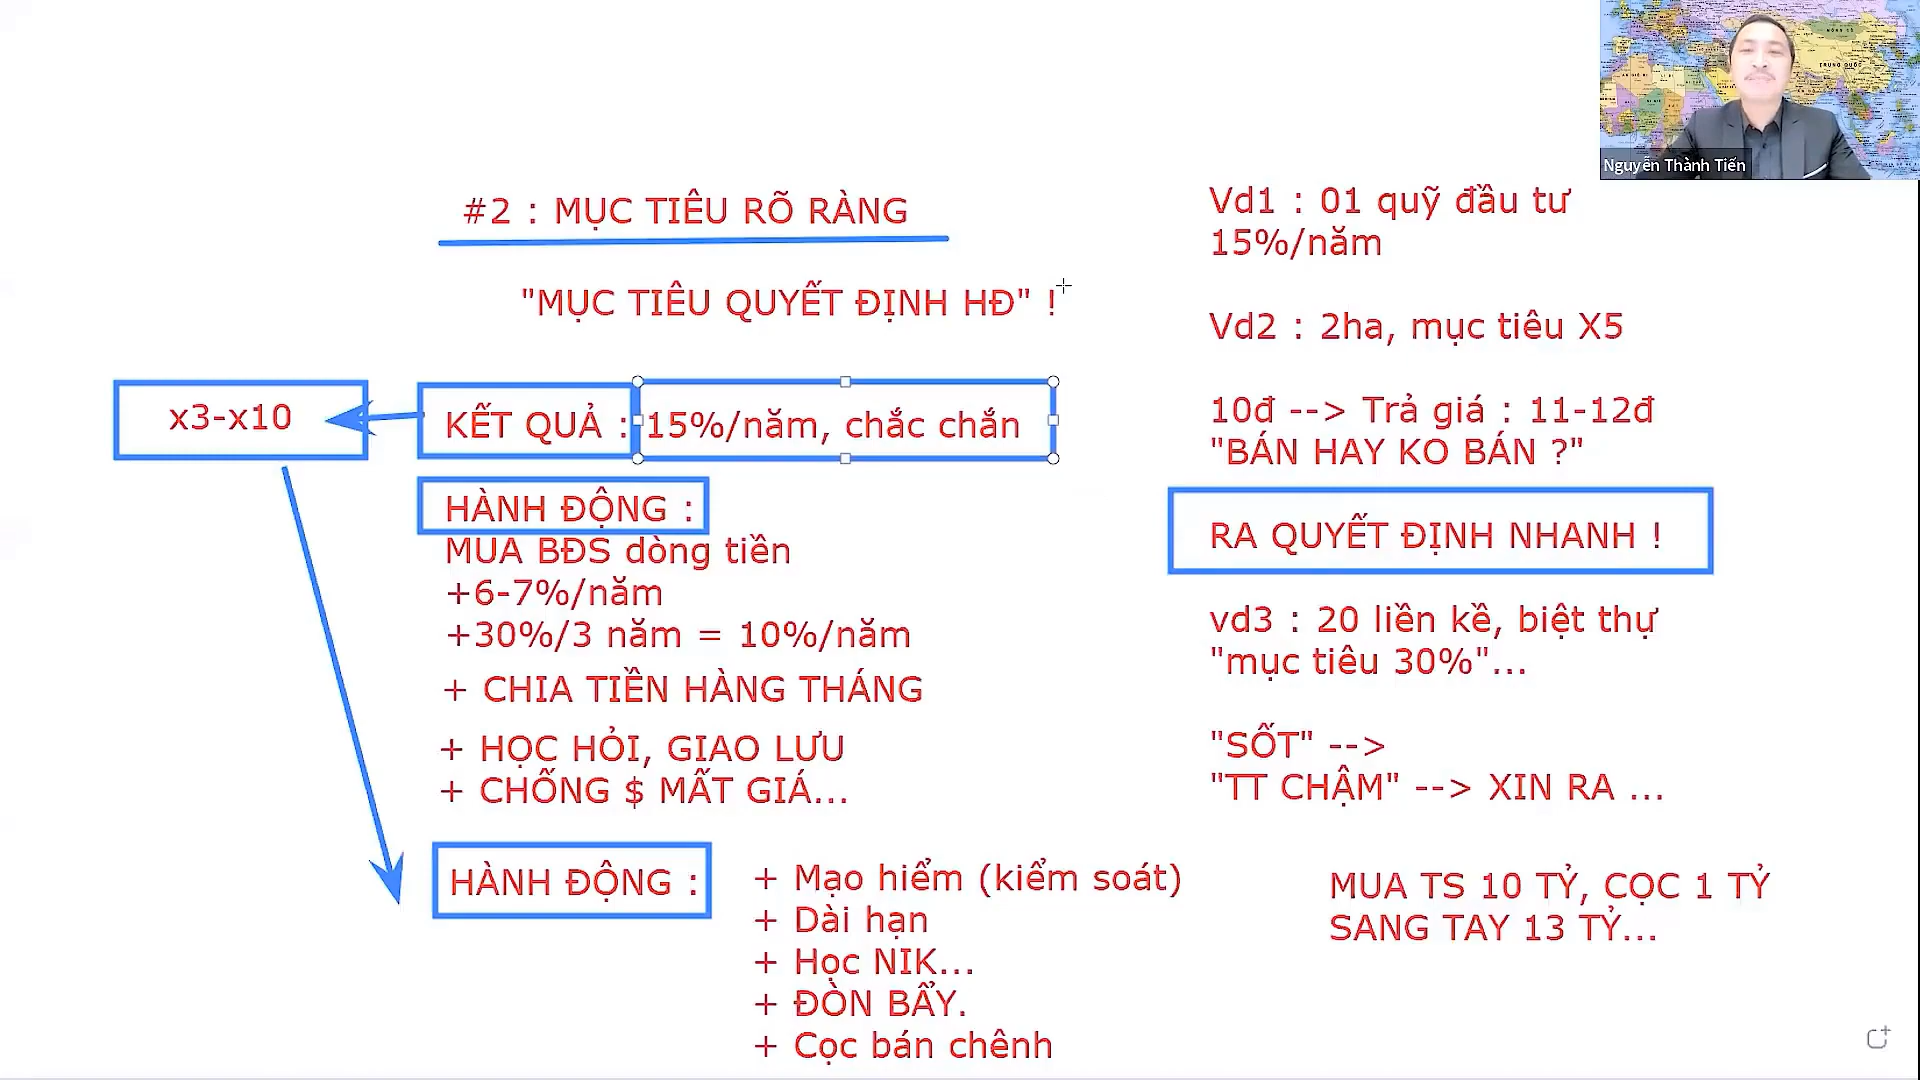 Nguyễn Thành Tiến
#2 : MỤC TIÊU RÕ RÀNG
"MỤC TIÊU QUYẾT ĐỊNH HĐ" !
x3-x10
KẾT QUẢ : 15%/năm, chắc chắn
HÀNH ĐỘNG :
MUA BĐS dòng tiền
+6-7%/năm
+30%/3 năm = 10%/năm
+ CHIA TIỀN HÀNG THÁNG
+ HỌC HỎI, GIAO LƯU
+ CHỐNG $ MẤT GIÁ...
HÀNH ĐỘNG :
+ Mạo hiểm (kiểm soát)
+ Dài hạn
+ Học NIK...
+ ĐÒN BẨY.
+ Cọc bán chênh
Vd1 : 01 quỹ đầu tư
15%/năm
Vd2 : 2ha, mục tiêu X5
10đ --> Trả giá : 11-12đ
"BÁN HAY KO BÁN ?"
RA QUYẾT ĐỊNH NHANH !
vd3 : 20 liền kề, biệt thự
"mục tiêu 30%"...
"SỐT" -->
"TT CHẬM" --> XIN RA ...
MUA TS 10 TỶ, CỌC 1 TỶ
SANG TAY 13 TỶ...